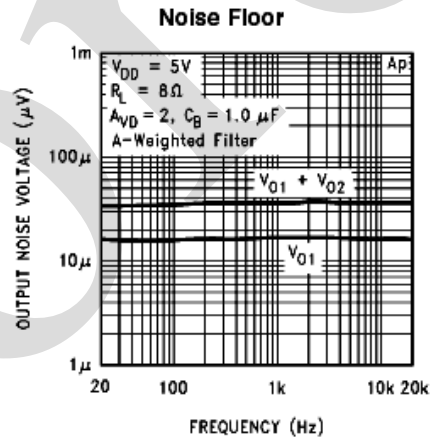 Noise Floor
V_DD = 5V
R_L = 8Ω
A_VD = 2, C_B = 1.0 μF
A-Weighted Filter
Ap
V_O1 + V_O2
V_O1
OUTPUT NOISE VOLTAGE (μV)
1m
100μ
10μ
1μ
20 100 1k 10k 20k
FREQUENCY (Hz)